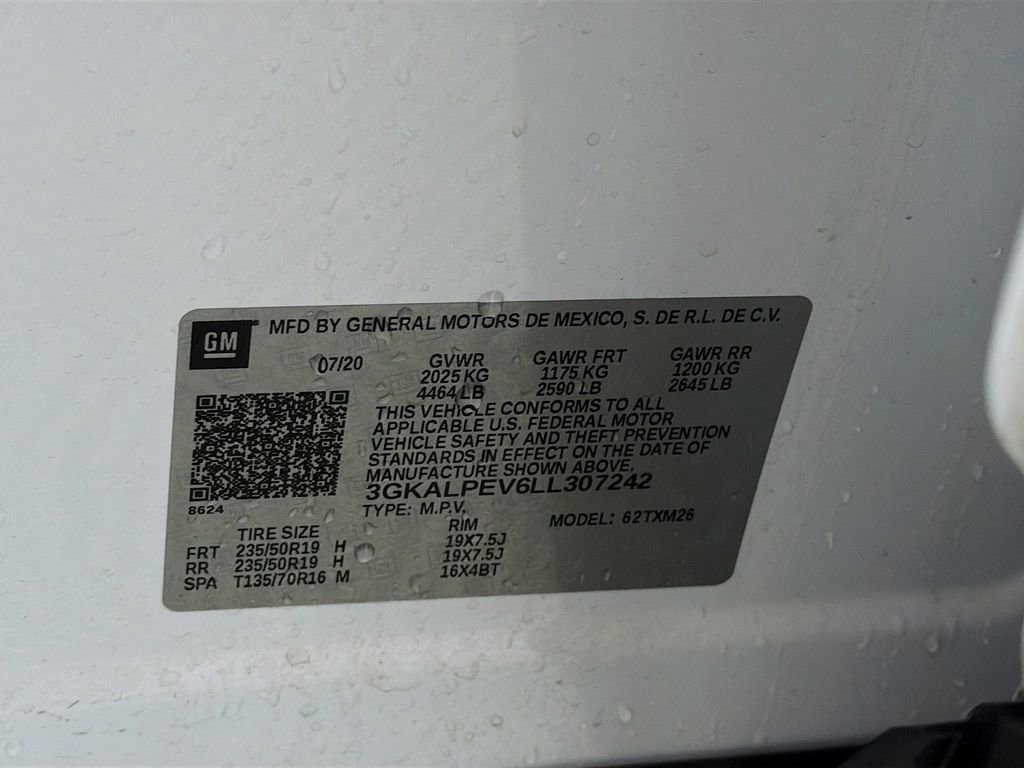 GM® MFD BY GENERAL MOTORS DE MEXICO, S. DE R.L. DE C.V.
07/20 GVWR GAWR FRT GAWR RR
2025 KG 1175 KG 1200 KG
4464 LB 2590 LB 2645 LB
THIS VEHICLE CONFORMS TO ALL
APPLICABLE U.S. FEDERAL MOTOR
VEHICLE SAFETY AND THEFT PREVENTION
STANDARDS IN EFFECT ON THE DATE OF
MANUFACTURE SHOWN ABOVE.
3GKALPEV6LL307242
8624
TYPE: M.P.V. MODEL: 62TXM26
TIRE SIZE RIM
FRT 235/50R19 H 19X7.5J
RR 235/50R19 H 19X7.5J
SPA T135/70R16 M 16X4BT